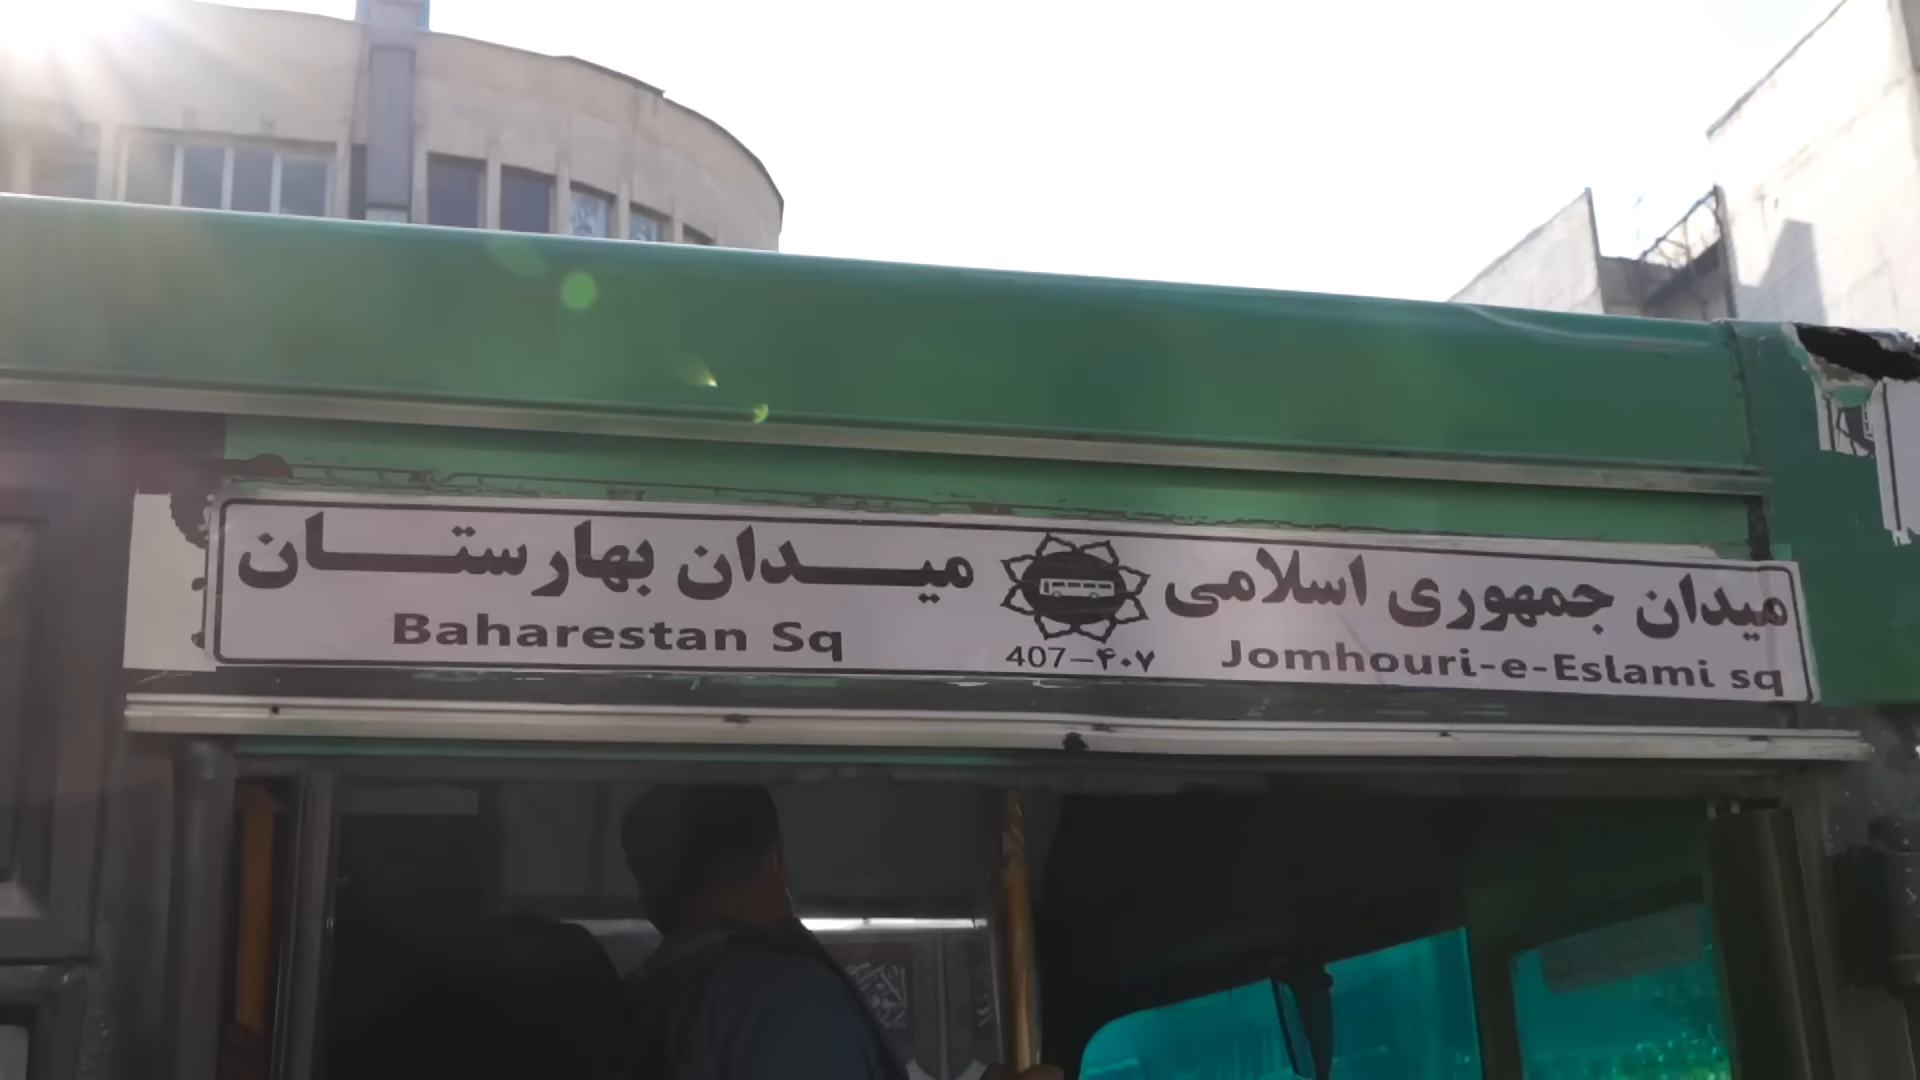 میدان جمهوری اسلامی
Jomhouri-e-Eslami sq
407-۴۰۷
میدان بهارستان
Baharestan Sq